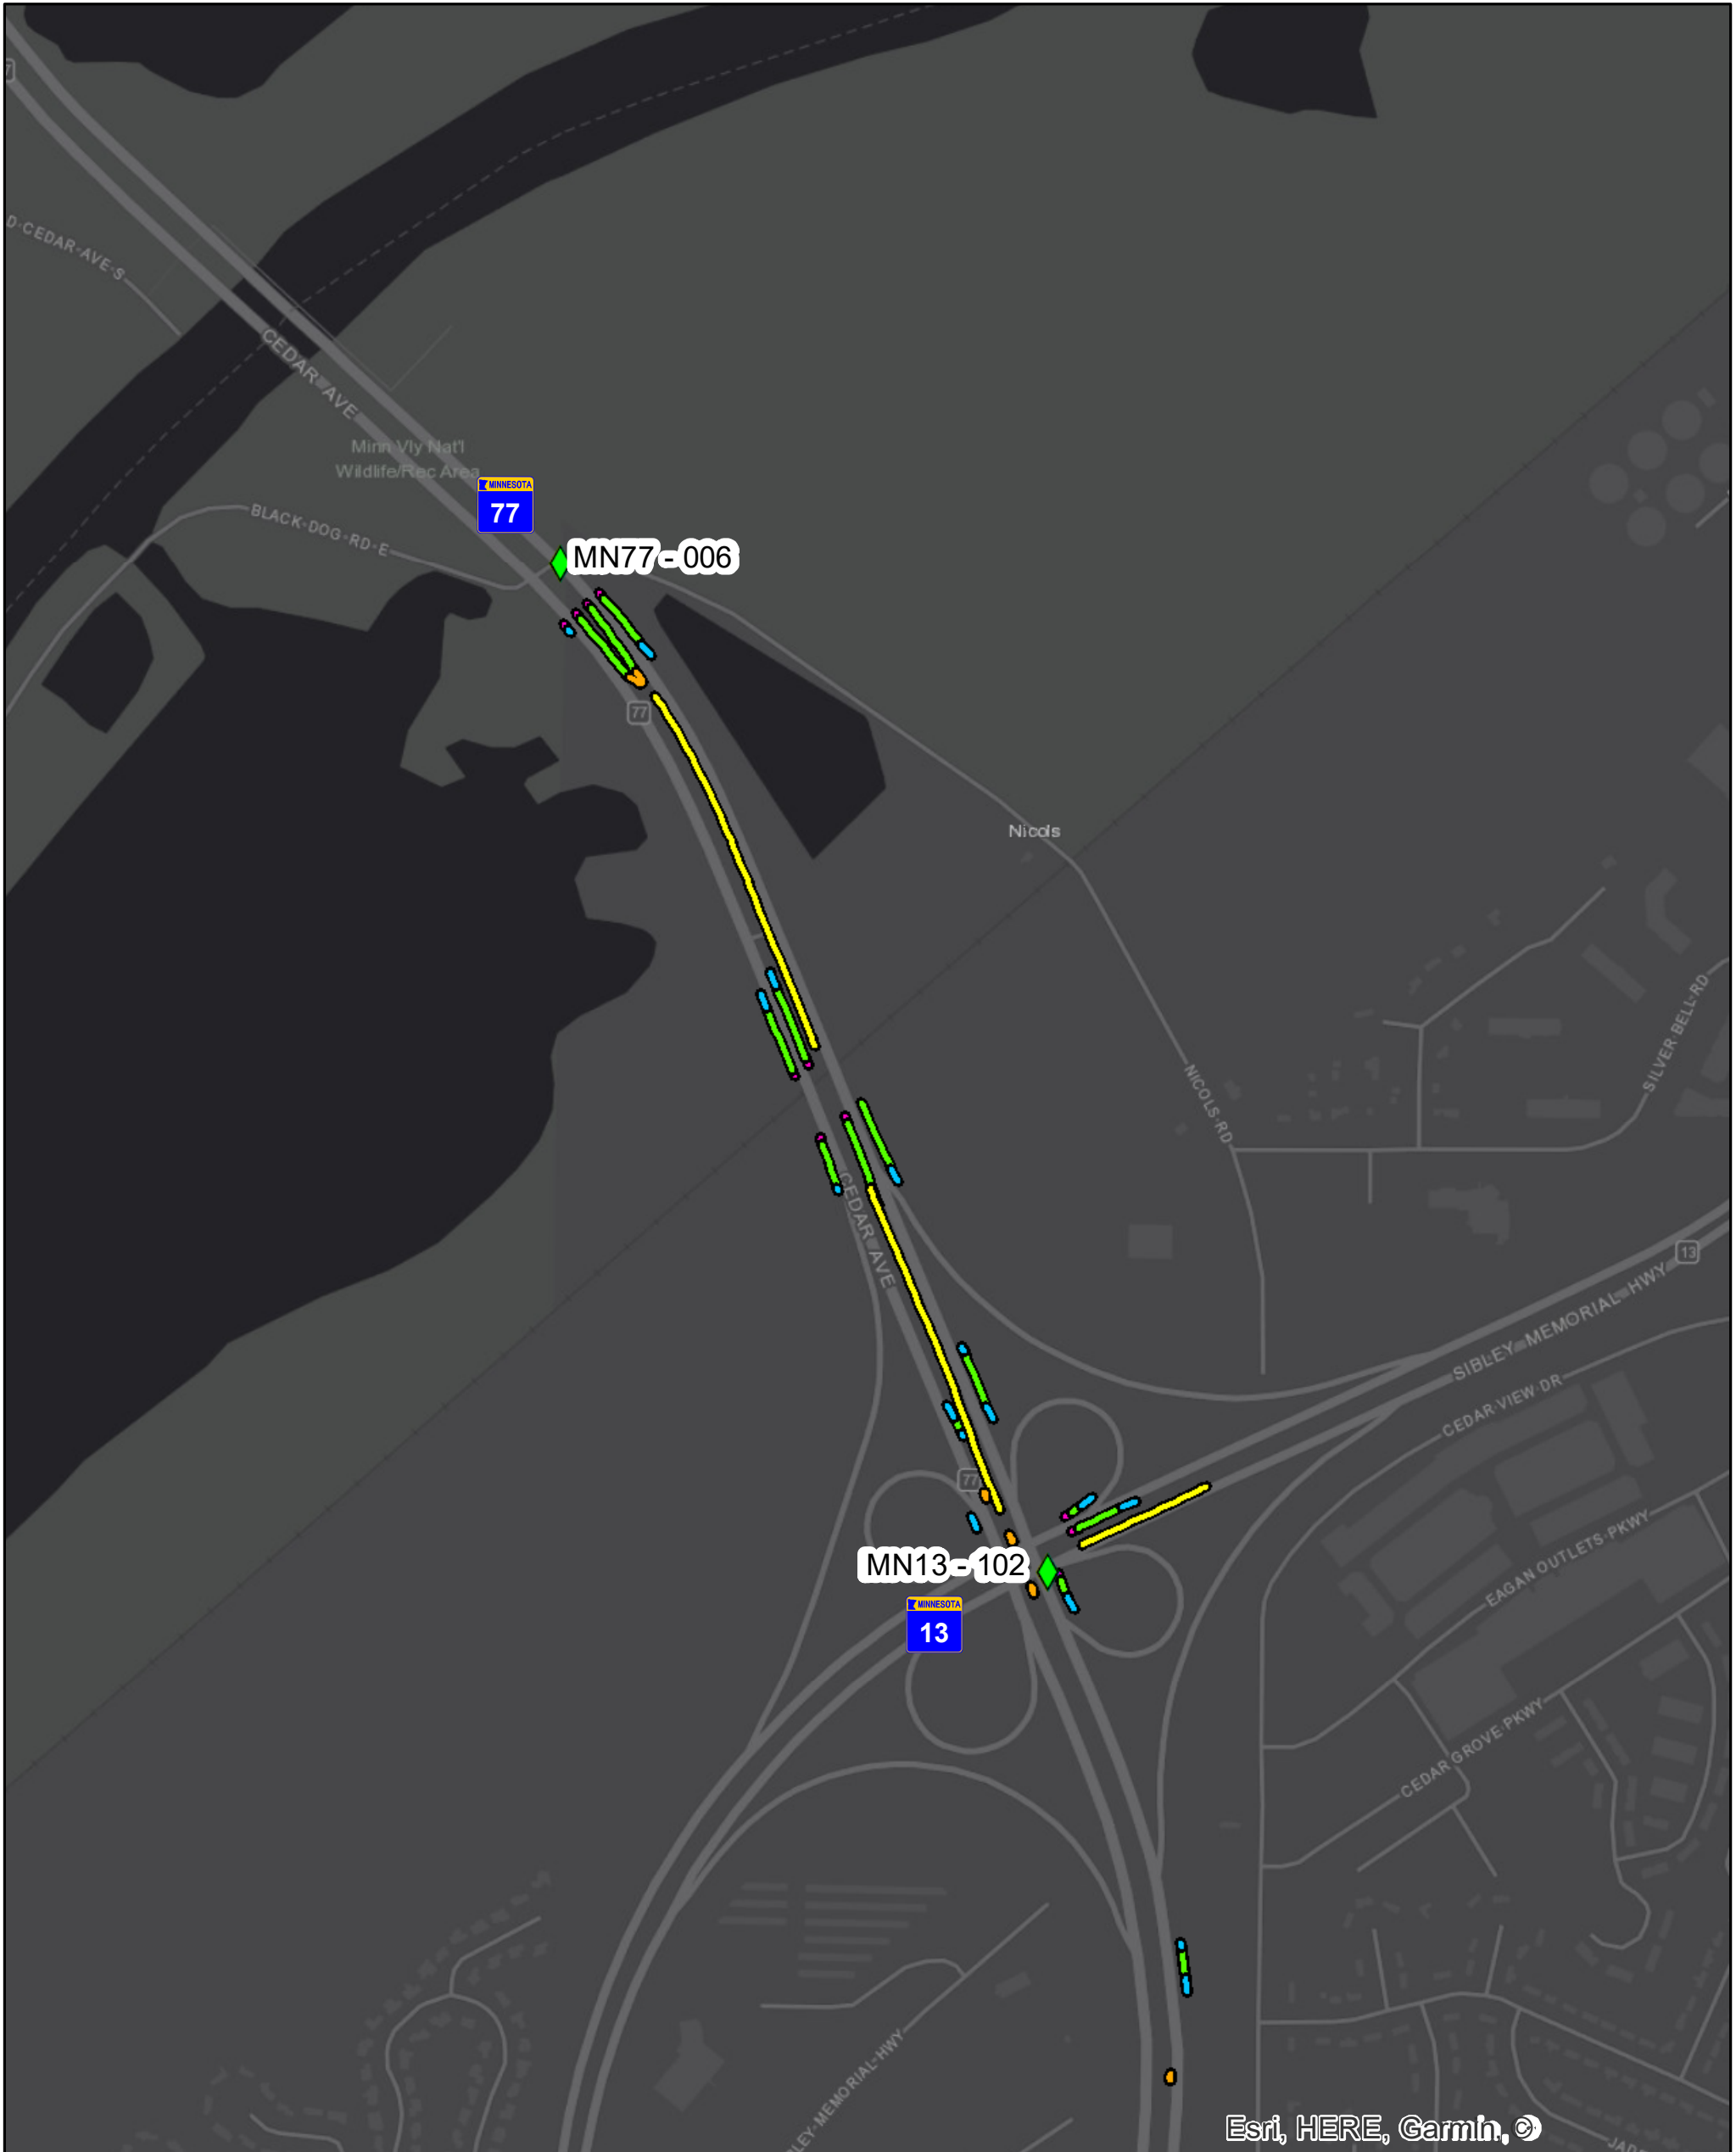 D-CEDAR-AVE-S
CEDAR AVE
Minn Vly Nat'l
Wildlife/Rec Area
MINNESOTA
77
BLACK-DOG-RD-E
MN77 - 006
77
Nicols
NICOLS-RD
SILVER BELL-RD
CEDAR AVE
13
SIBLEY MEMORIAL HWY
CEDAR VIEW DR
77
EAGAN OUTLETS PKWY
MN13 - 102
MINNESOTA
13
CEDAR GROVE PKWY
LEY-MEMORIAL-HWY
Esri, HERE, Garmin, ©